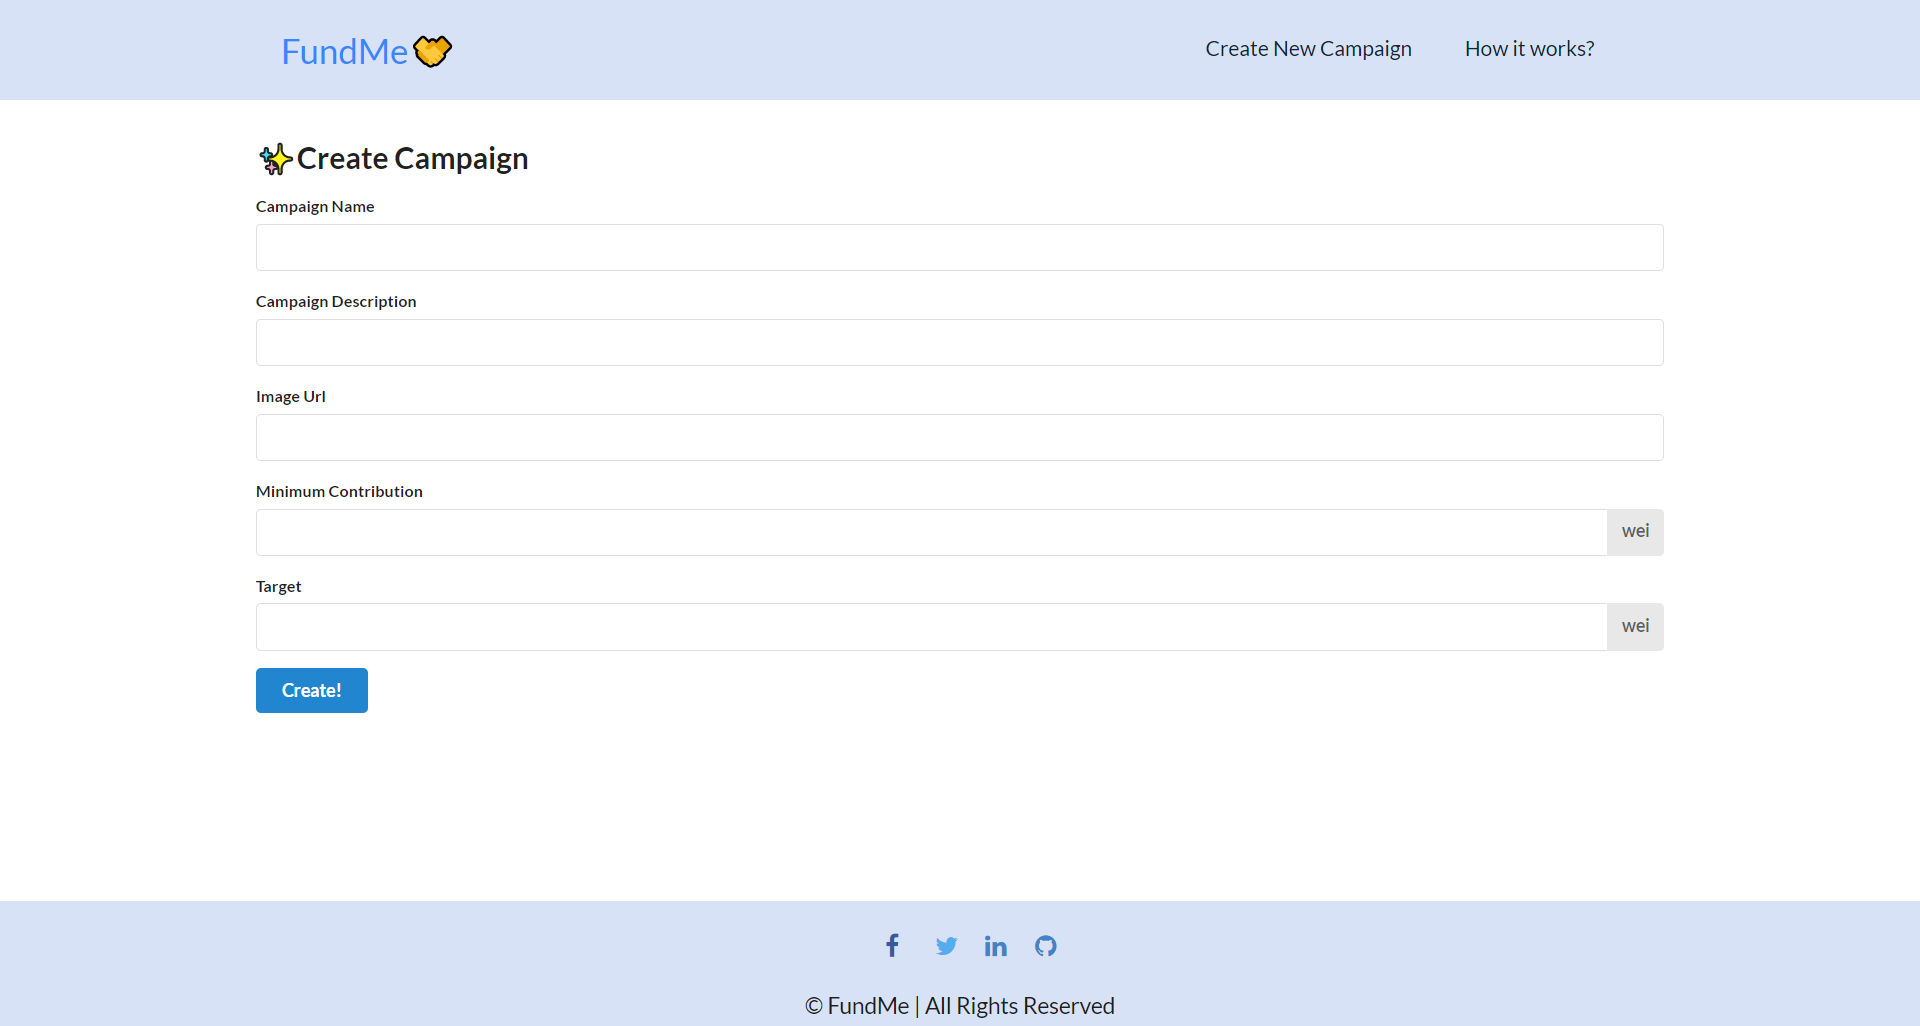 FundMe
Create New Campaign
How it works?
Create Campaign
Campaign Name
Campaign Description
Image Url
Minimum Contribution
wei
Target
wei
Create!
© FundMe | All Rights Reserved